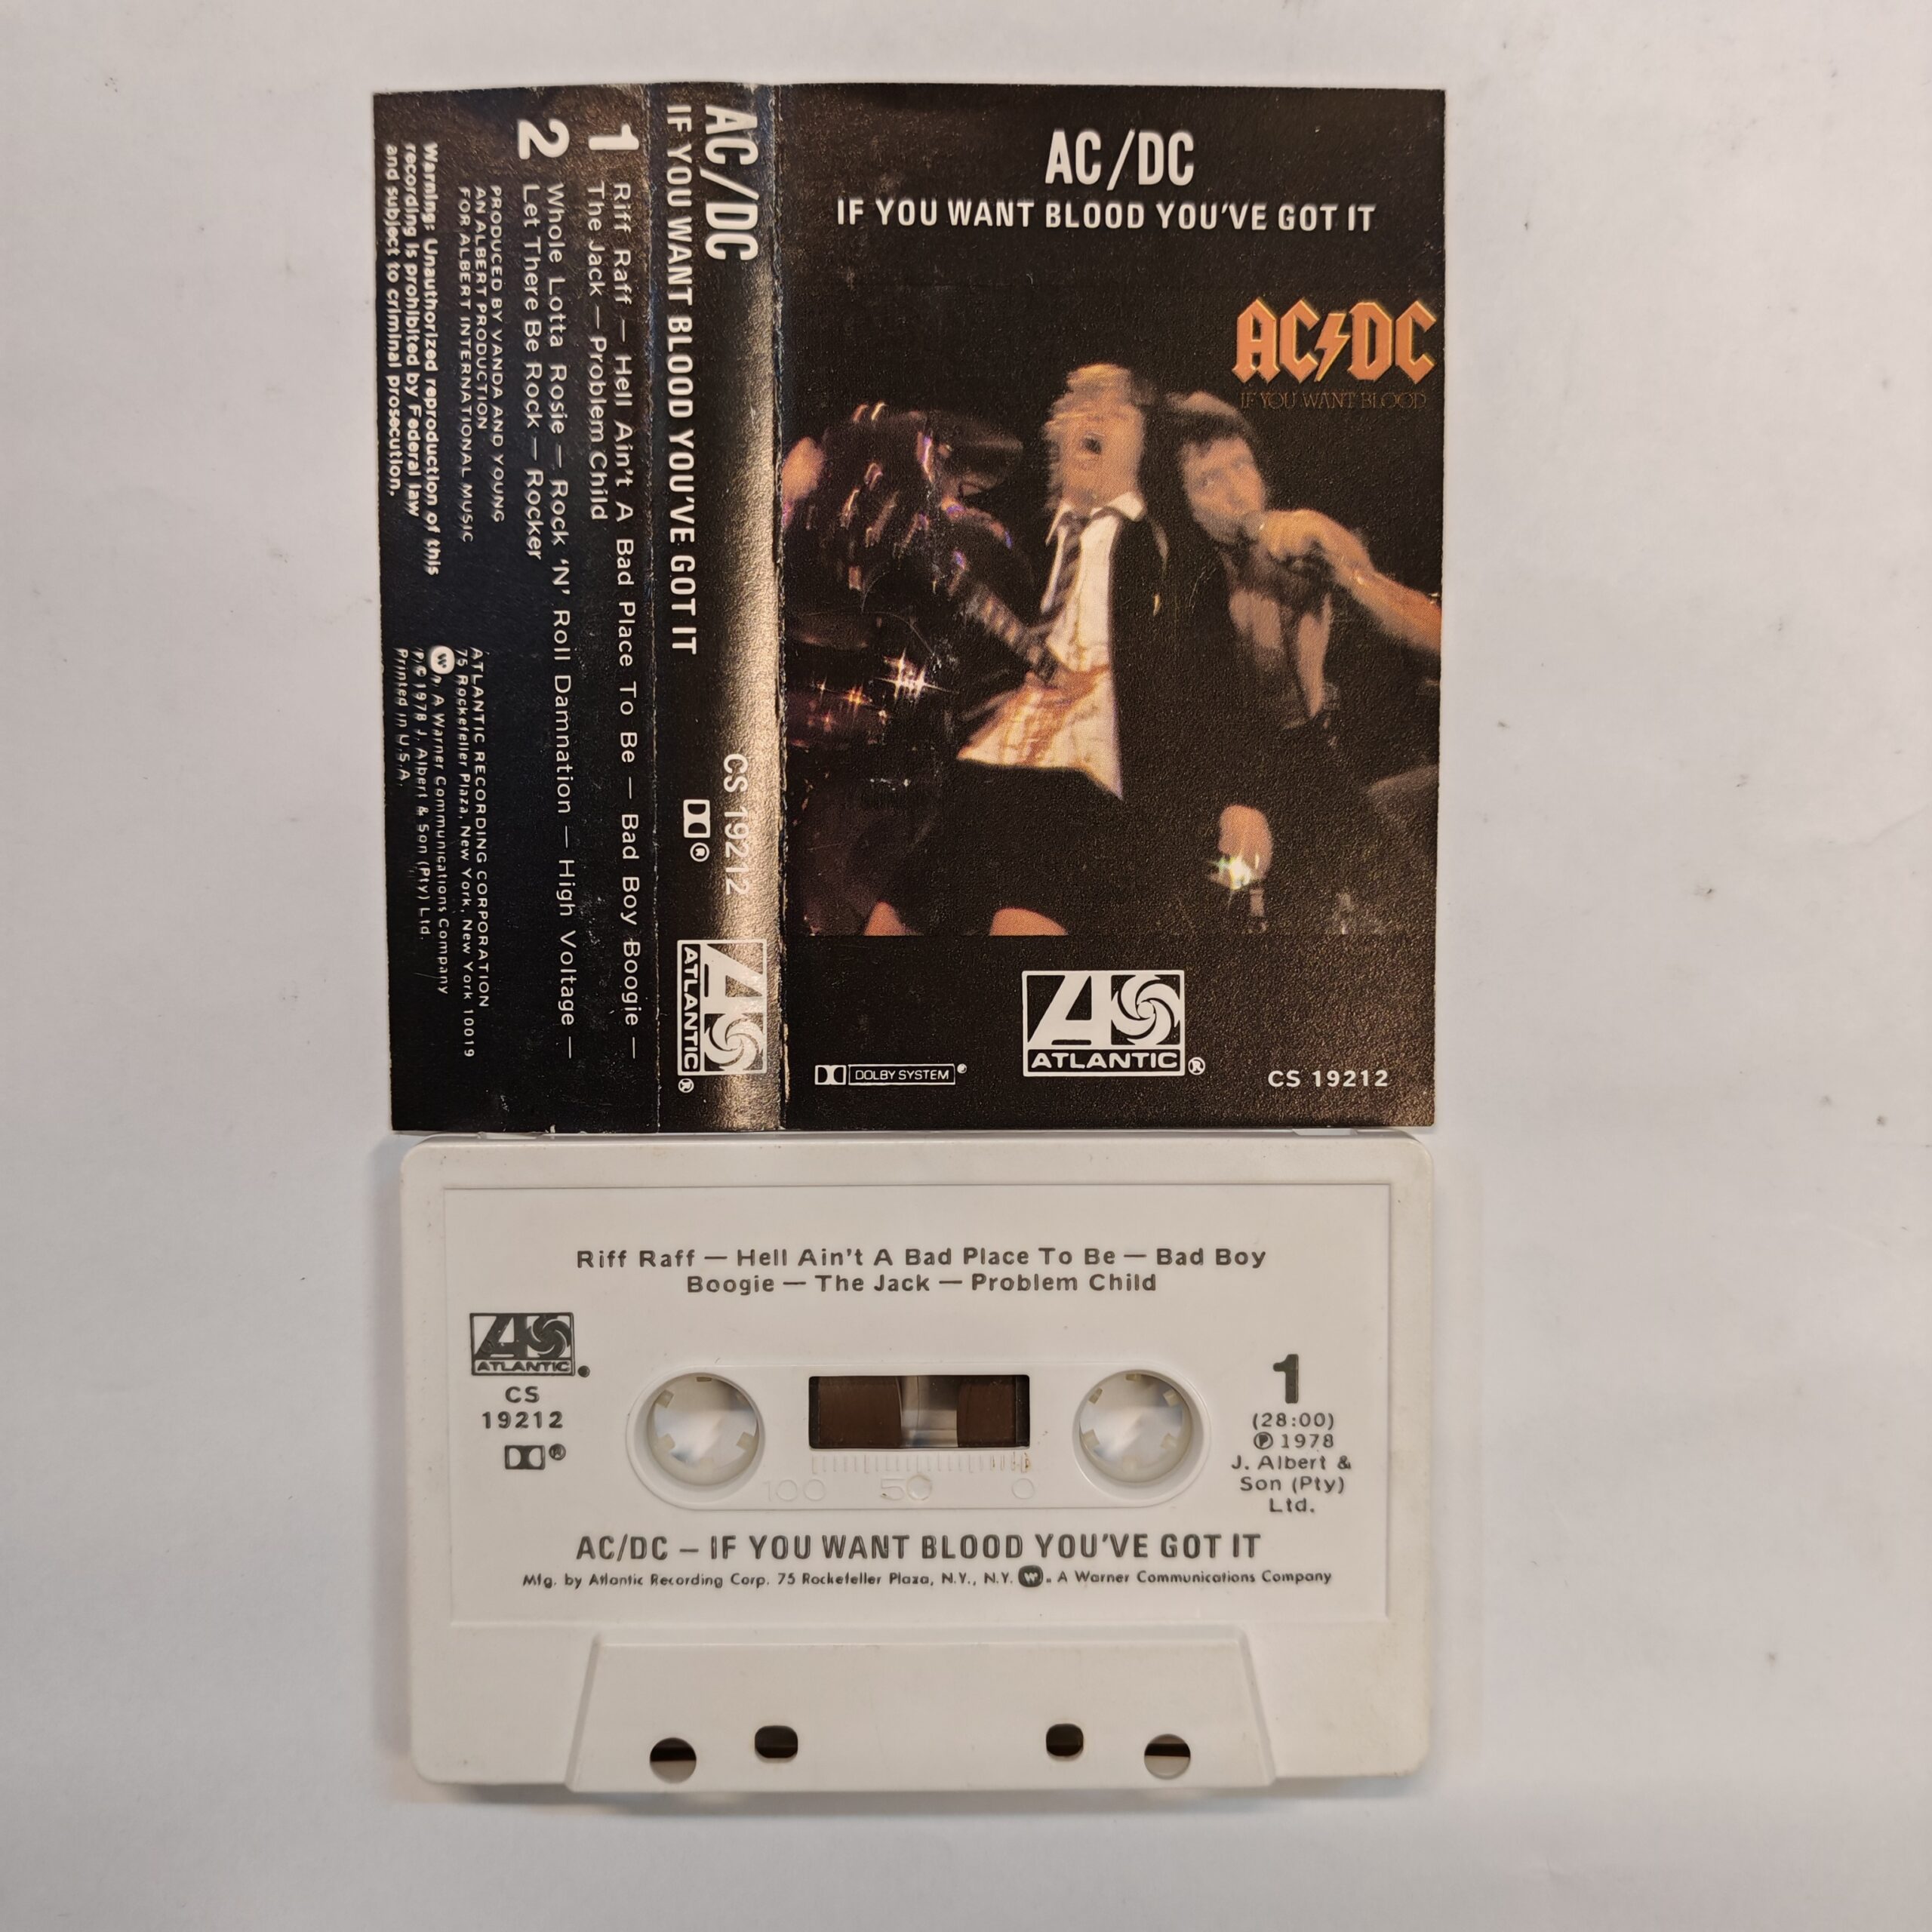 AC/DC
IF YOU WANT BLOOD YOU'VE GOT IT
AC⚡DC
IF YOU WANT BLOOD
DOLBY SYSTEM
ATLANTIC®
CS 19212
AC/DC
IF YOU WANT BLOOD YOU'VE GOT IT
CS 19212
®
ATLANTIC®
1
Riff Raff — Hell Ain't A Bad Place To Be — Bad Boy Boogie —
The Jack — Problem Child
2
Whole Lotta Rosie — Rock 'N' Roll Damnation — High Voltage —
Let There Be Rock — Rocker
PRODUCED BY VANDA AND YOUNG
AN ALBERT PRODUCTION
FOR ALBERT INTERNATIONAL MUSIC
Warning: Unauthorized reproduction of this
recording is prohibited by Federal law
and subject to criminal prosecution.
ATLANTIC RECORDING CORPORATION
75 Rockefeller Plaza, New York, New York 10019
A Warner Communications Company
℗ © 1978 J. Albert & Son (Pty) Ltd.
Printed in U.S.A.
Riff Raff — Hell Ain't A Bad Place To Be — Bad Boy
Boogie — The Jack — Problem Child
ATLANTIC
CS
19212
®
1
(28:00)
℗ 1978
J. Albert &
Son (Pty)
Ltd.
100 50 0
AC/DC — IF YOU WANT BLOOD YOU'VE GOT IT
Mfg. by Atlantic Recording Corp. 75 Rockefeller Plaza, N.Y., N.Y. A Warner Communications Company